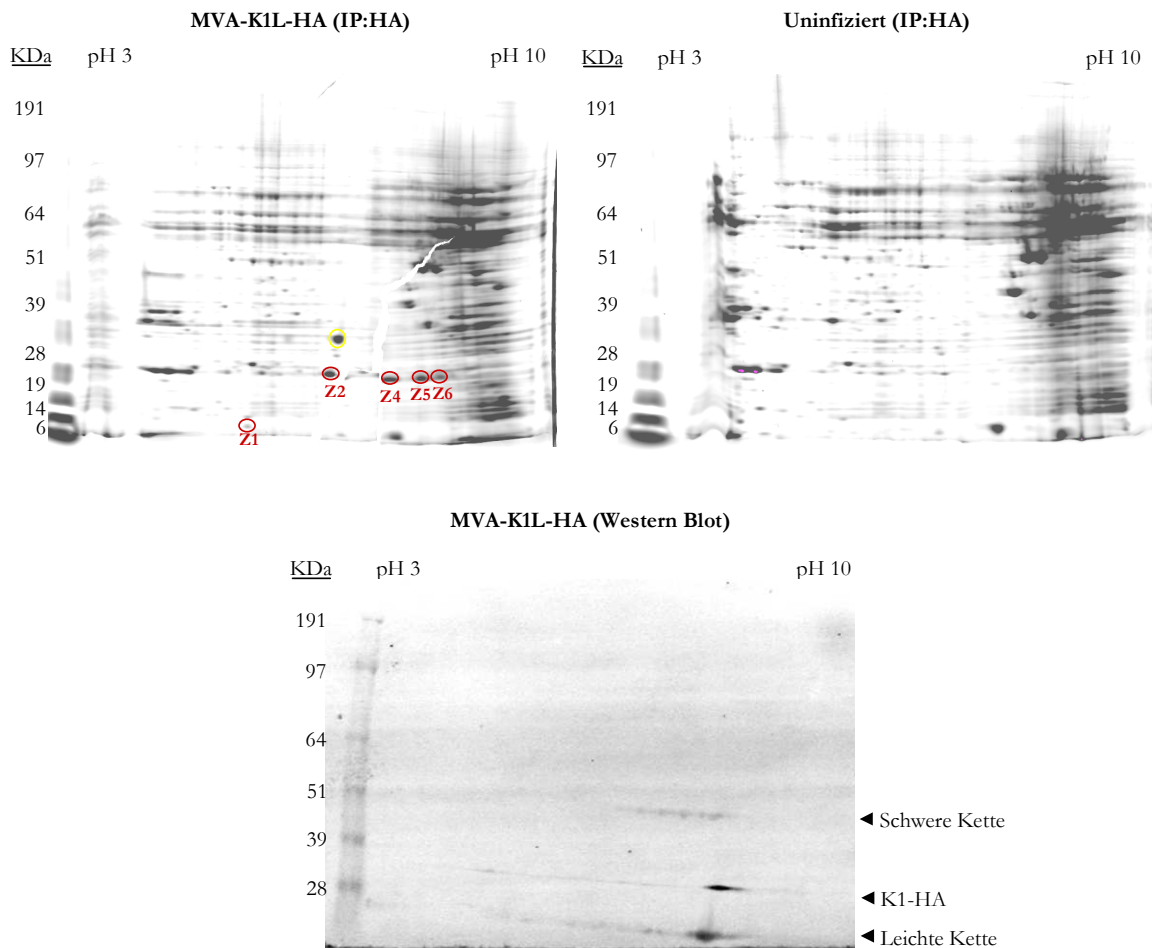 MVA-K1L-HA (IP:HA)
KDa pH 3 pH 10
191
97
64
51
39
28
19
14
6
Z1
Z2
Z4
Z5
Z6
Uninfiziert (IP:HA)
KDa pH 3 pH 10
191
97
64
51
39
28
19
14
6
MVA-K1L-HA (Western Blot)
KDa pH 3 pH 10
191
97
64
51
39
28
◄ Schwere Kette
◄ K1-HA
◄ Leichte Kette